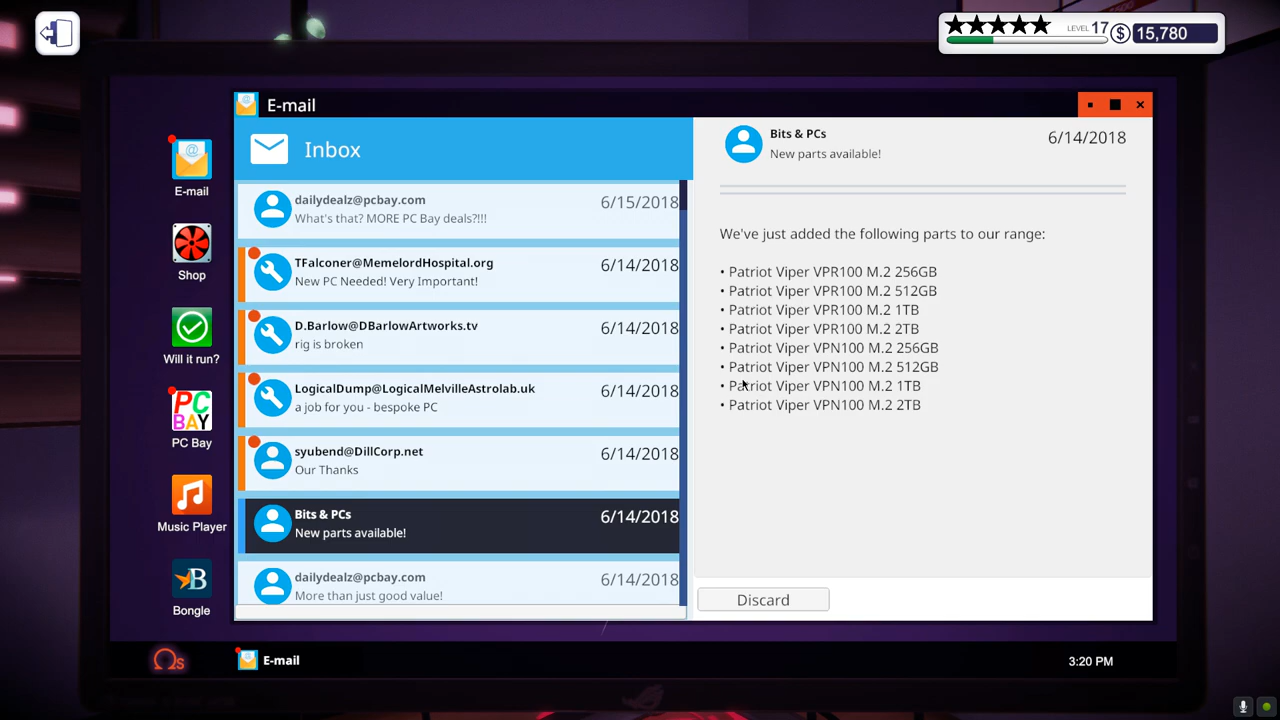 LEVEL 17
$ 15,780
E-mail
Shop
Will it run?
PC BAY
PC Bay
Music Player
B
Bongle
E-mail
Inbox
dailydealz@pcbay.com 6/15/2018
What's that? MORE PC Bay deals?!!!
TFalconer@MemelordHospital.org 6/14/2018
New PC Needed! Very Important!
D.Barlow@DBarlowArtworks.tv 6/14/2018
rig is broken
LogicalDump@LogicalMelvilleAstrolab.uk 6/14/2018
a job for you - bespoke PC
syubend@DillCorp.net 6/14/2018
Our Thanks
Bits & PCs 6/14/2018
New parts available!
dailydealz@pcbay.com 6/14/2018
More than just good value!
Bits & PCs 6/14/2018
New parts available!
We've just added the following parts to our range:
• Patriot Viper VPR100 M.2 256GB
• Patriot Viper VPR100 M.2 512GB
• Patriot Viper VPR100 M.2 1TB
• Patriot Viper VPR100 M.2 2TB
• Patriot Viper VPN100 M.2 256GB
• Patriot Viper VPN100 M.2 512GB
• Patriot Viper VPN100 M.2 1TB
• Patriot Viper VPN100 M.2 2TB
Discard
Ωs
E-mail
3:20 PM